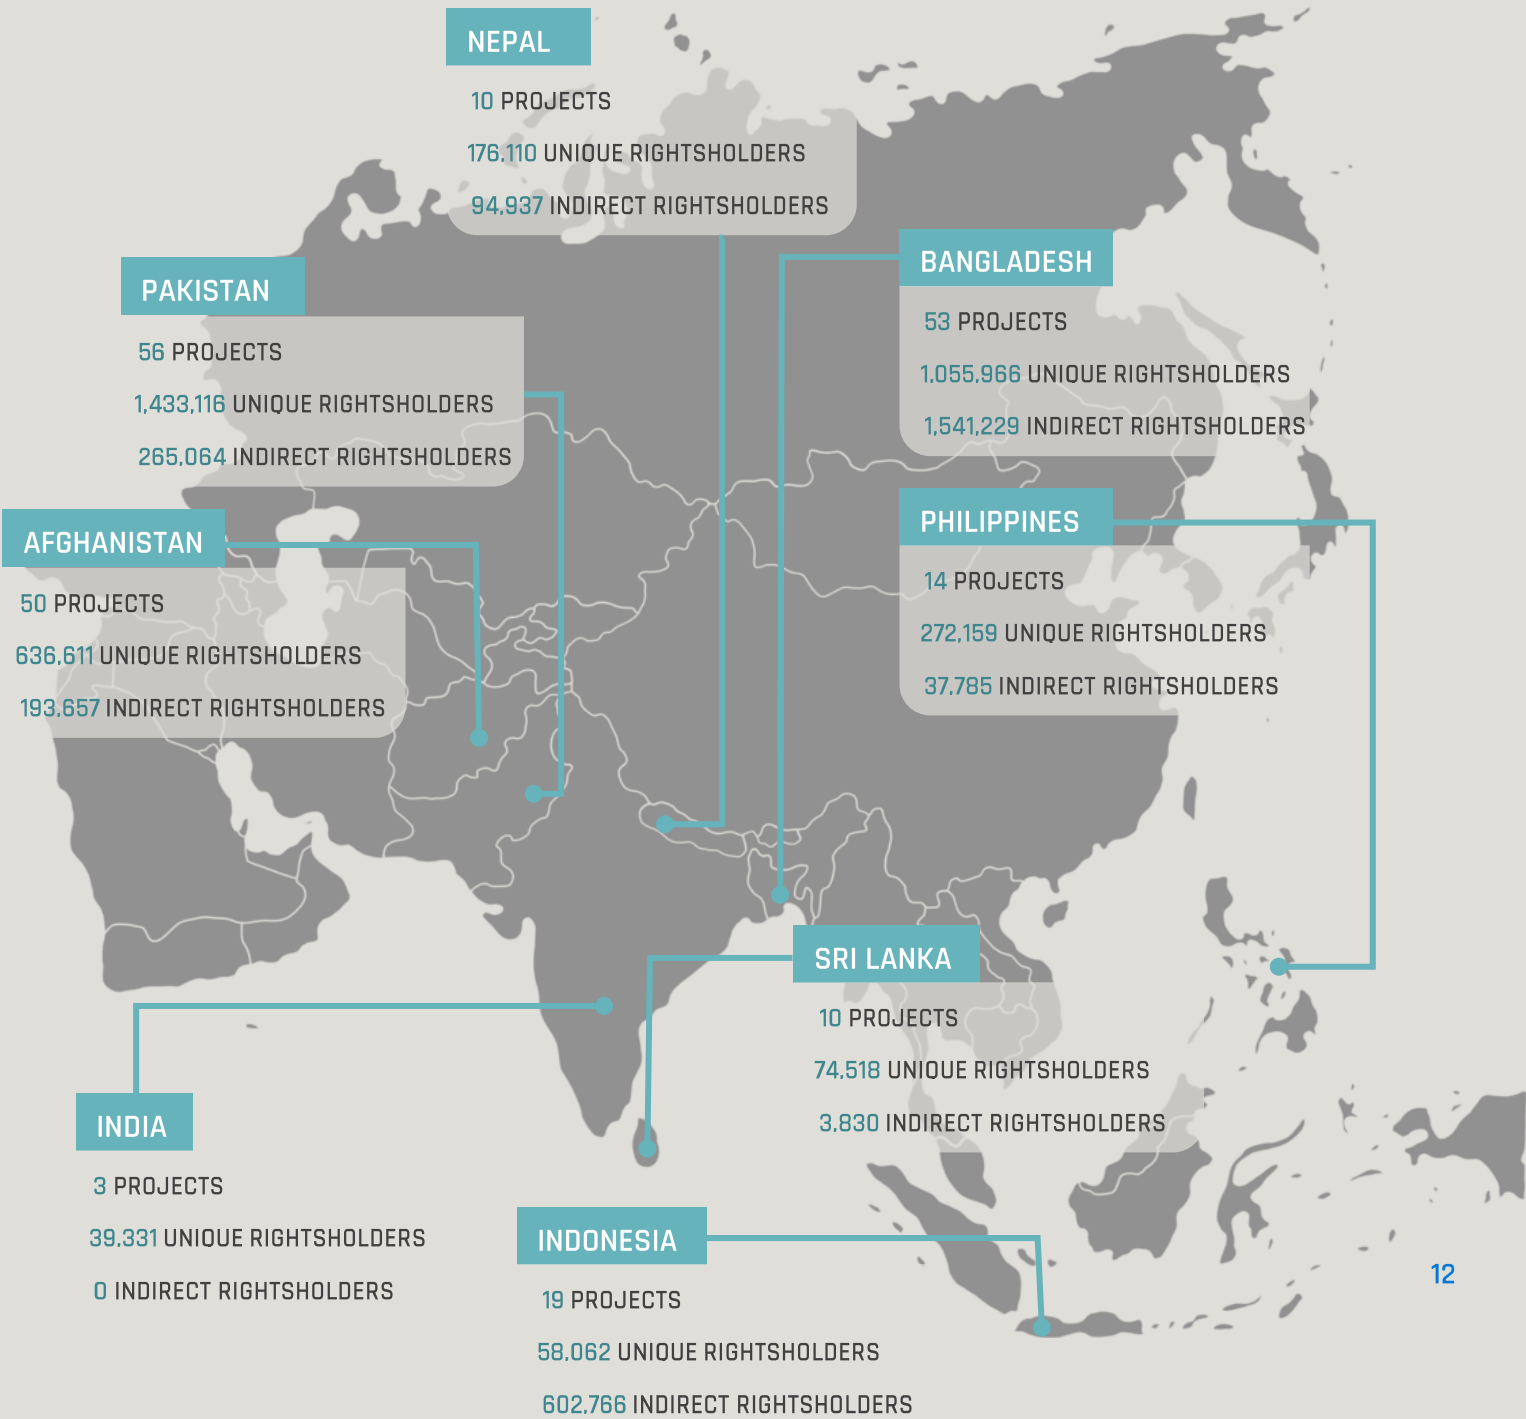 NEPAL
10 PROJECTS
176,110 UNIQUE RIGHTSHOLDERS
94,937 INDIRECT RIGHTSHOLDERS
PAKISTAN
56 PROJECTS
1,433,116 UNIQUE RIGHTSHOLDERS
265,064 INDIRECT RIGHTSHOLDERS
BANGLADESH
53 PROJECTS
1,055,966 UNIQUE RIGHTSHOLDERS
1,541,229 INDIRECT RIGHTSHOLDERS
AFGHANISTAN
50 PROJECTS
636,611 UNIQUE RIGHTSHOLDERS
193,657 INDIRECT RIGHTSHOLDERS
PHILIPPINES
14 PROJECTS
272,159 UNIQUE RIGHTSHOLDERS
37,785 INDIRECT RIGHTSHOLDERS
SRI LANKA
10 PROJECTS
74,518 UNIQUE RIGHTSHOLDERS
3,830 INDIRECT RIGHTSHOLDERS
INDIA
3 PROJECTS
39,331 UNIQUE RIGHTSHOLDERS
0 INDIRECT RIGHTSHOLDERS
INDONESIA
19 PROJECTS
58,062 UNIQUE RIGHTSHOLDERS
602,766 INDIRECT RIGHTSHOLDERS
12